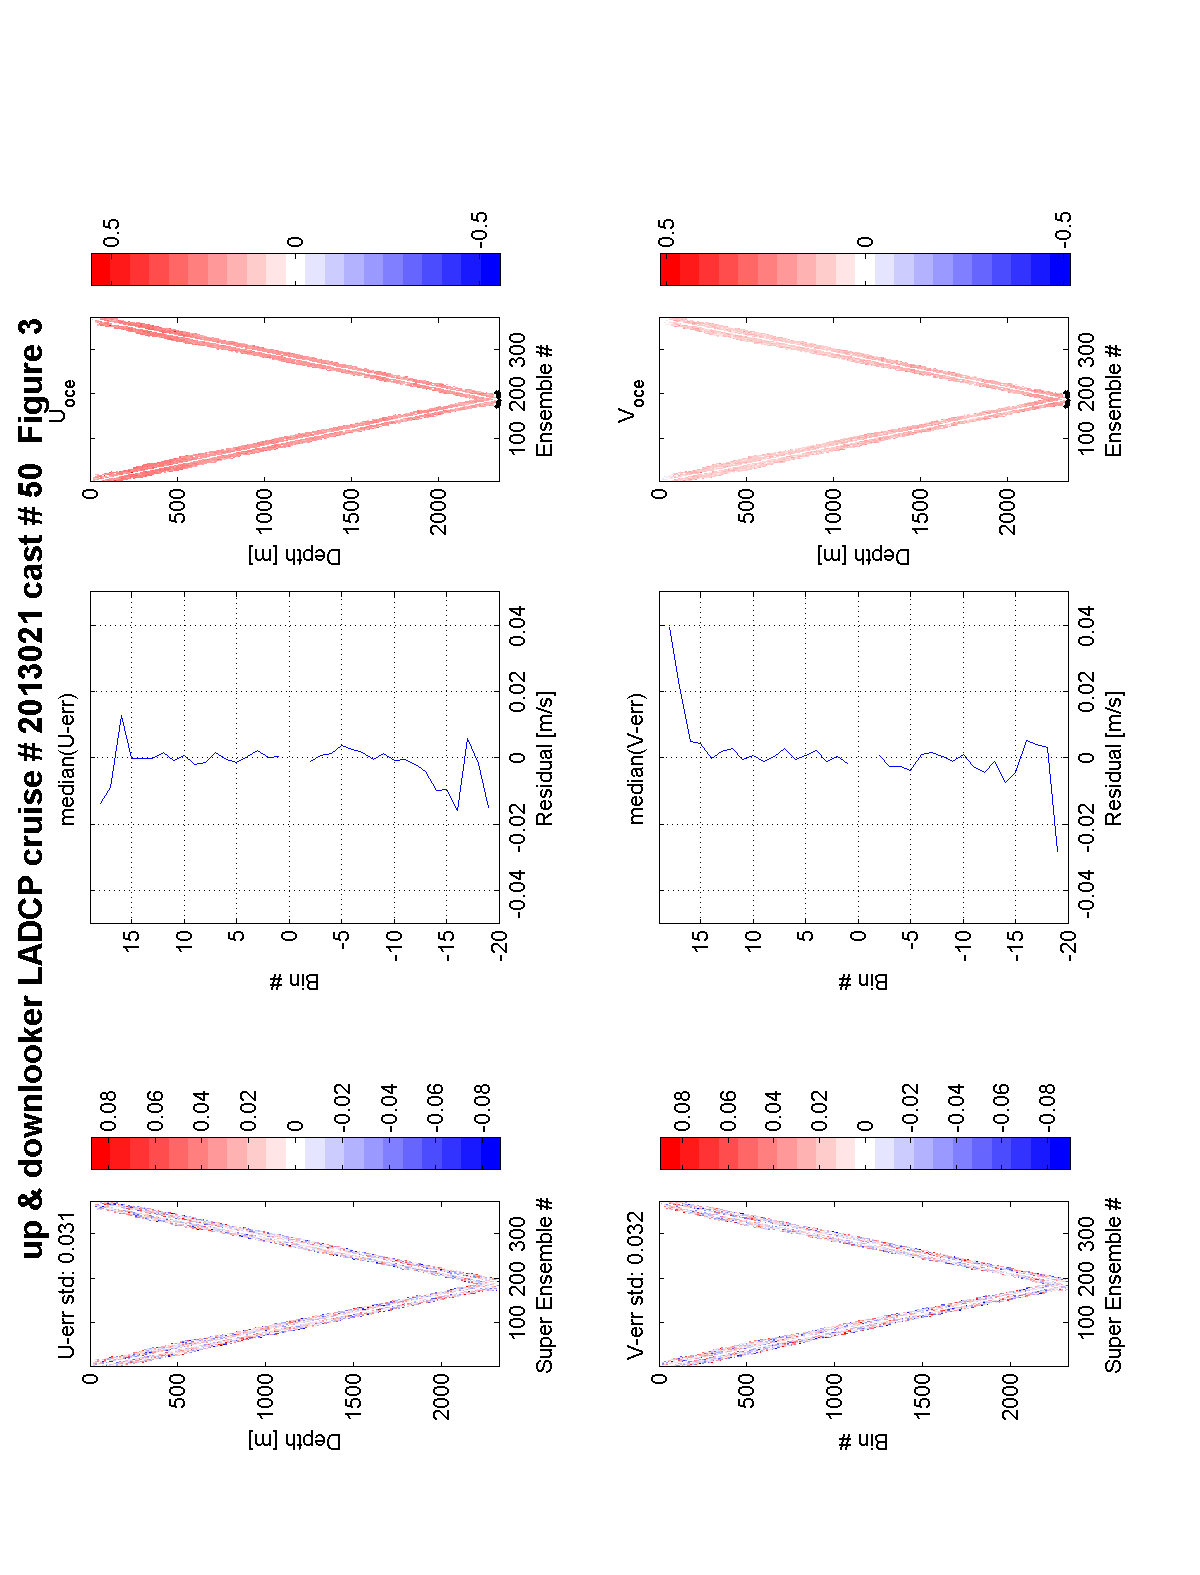 up & downlooker LADCP cruise # 2013021 cast # 50 Figure 3
U-err std: 0.031
0
500
1000
1500
2000
Depth [m]
100 200 300
Super Ensemble #
0.08
0.06
0.04
0.02
0
-0.02
-0.04
-0.06
-0.08
median(U-err)
15
10
5
0
-5
-10
-15
-20
Bin #
-0.04 -0.02 0 0.02 0.04
Residual [m/s]
Uoce
0
500
1000
1500
2000
Depth [m]
100 200 300
Ensemble #
0.5
0
-0.5
V-err std: 0.032
0
500
1000
1500
2000
Bin #
100 200 300
Super Ensemble #
0.08
0.06
0.04
0.02
0
-0.02
-0.04
-0.06
-0.08
median(V-err)
15
10
5
0
-5
-10
-15
-20
Bin #
-0.04 -0.02 0 0.02 0.04
Residual [m/s]
Voce
0
500
1000
1500
2000
Depth [m]
100 200 300
Ensemble #
0.5
0
-0.5